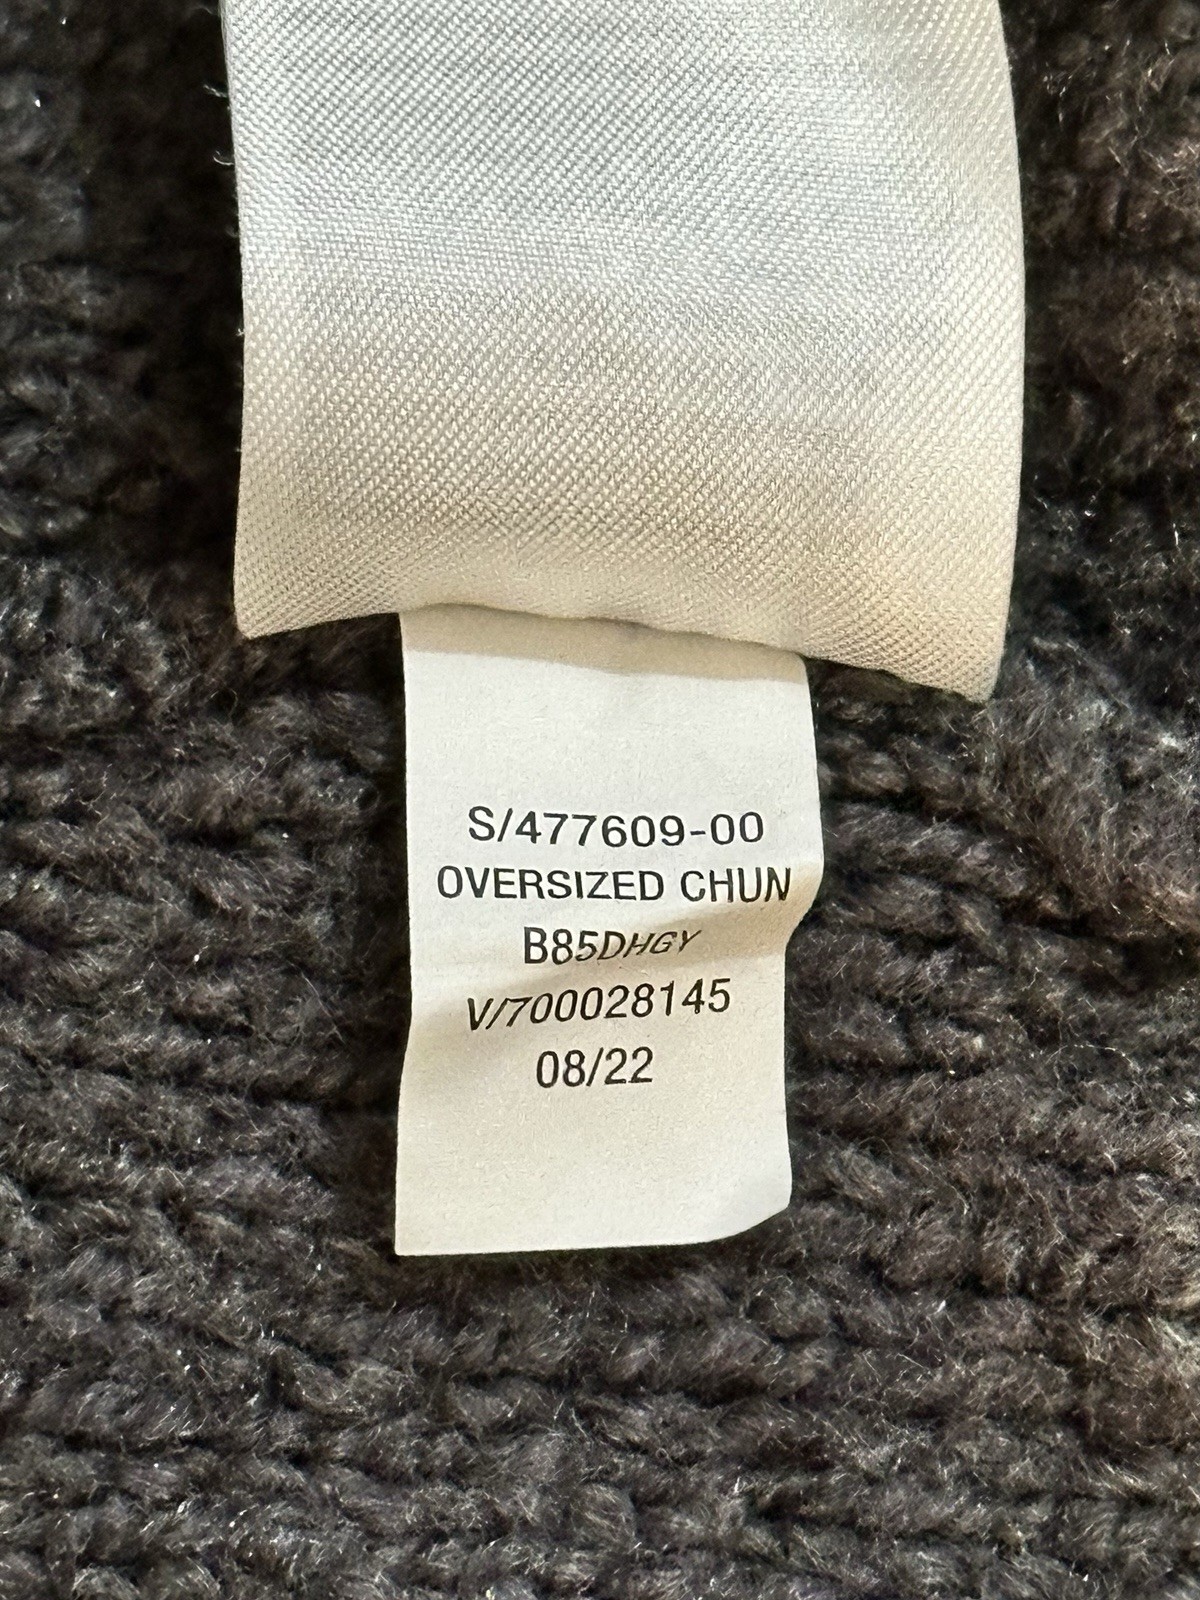 S/477609-00
OVERSIZED CHUN
B85DHGY
V/700028145
08/22